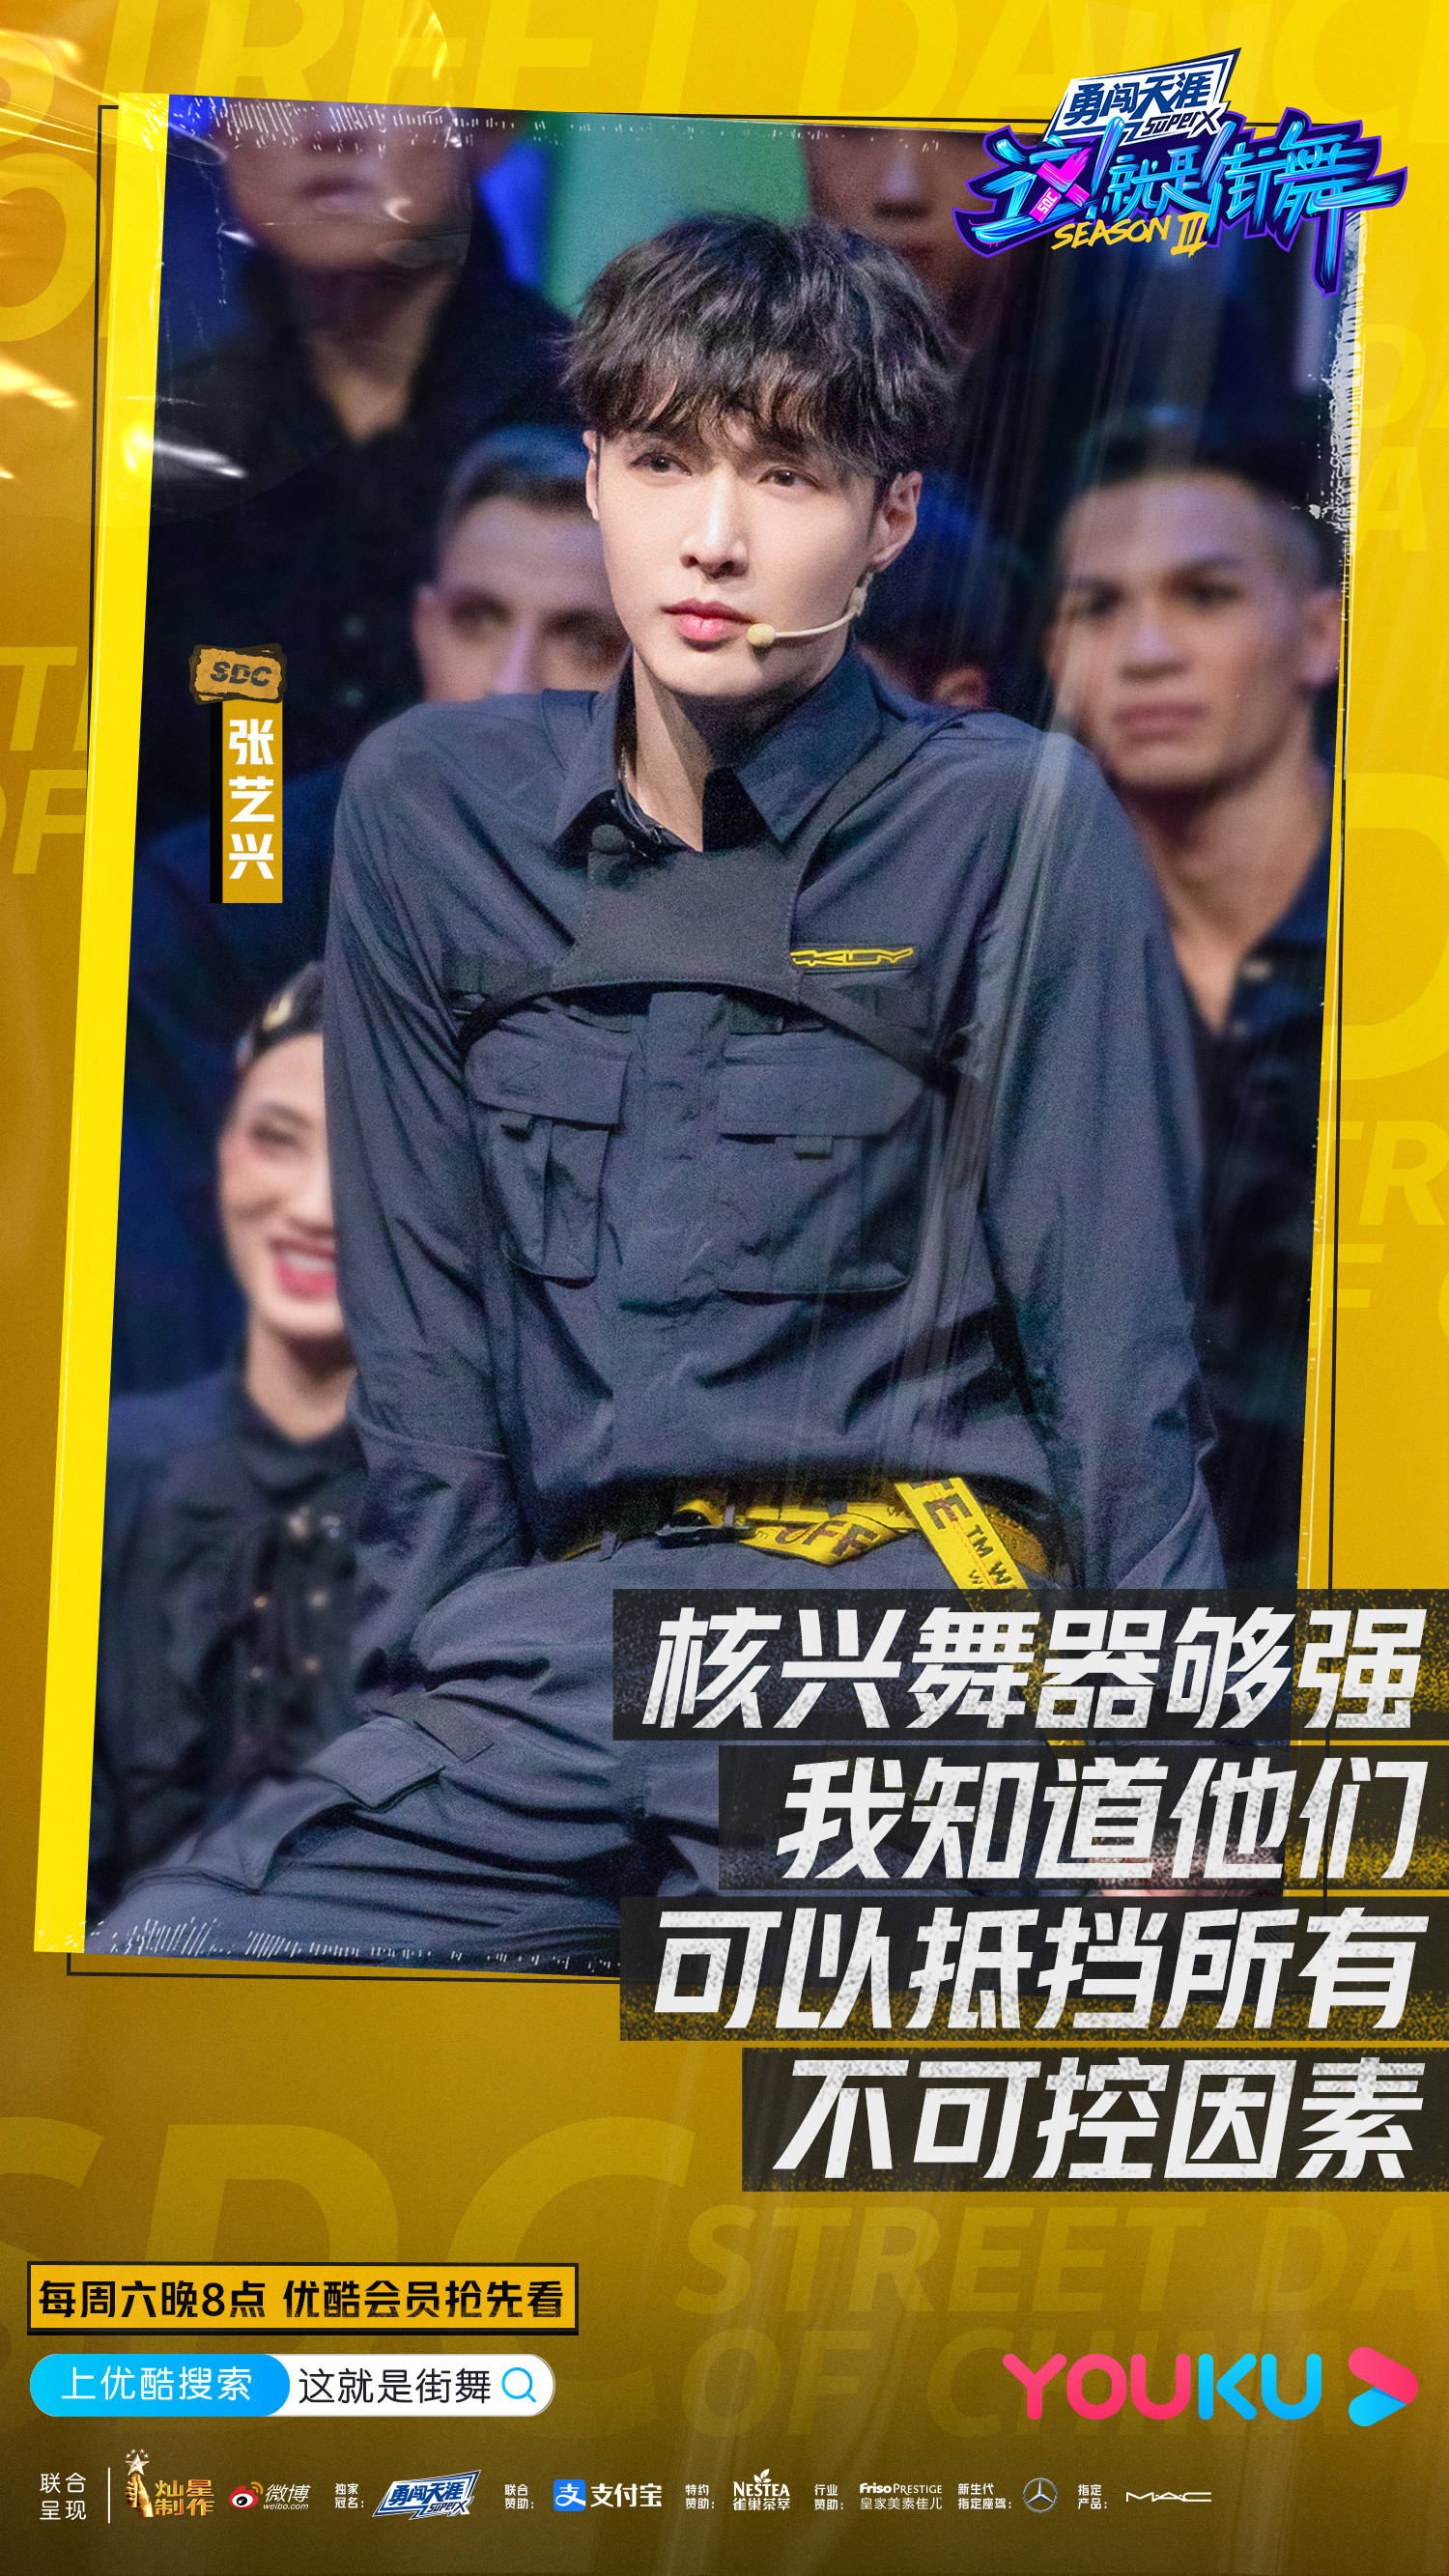 STREET DANCE
勇闯天涯
superX
这!就是街舞
SDC
SEASON III
SDC
张艺兴
核兴舞器够强
我知道他们
可以抵挡所有
不可控因素
SDC
STREET DA
OF CHINA
每周六晚8点 优酷会员抢先看
上优酷搜索 这就是街舞
YOUKU
联合呈现 灿星制作 微博 weibo.com 独家冠名: 勇闯天涯 superX 联合赞助: 支付宝 特约赞助: NESTEA 雀巢茶萃 行业赞助: Friso PRESTIGE 皇家美素佳儿 新生代指定座驾: 指定产品: MAC